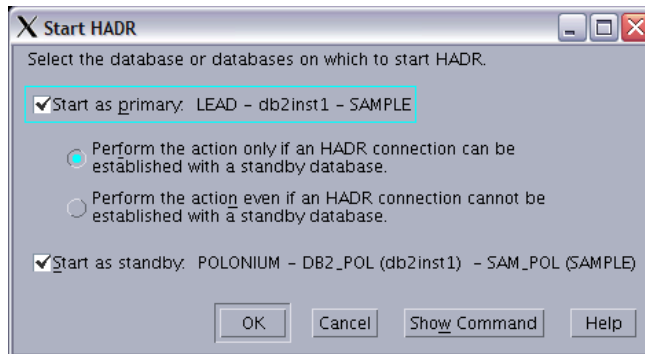 Start HADR
Select the database or databases on which to start HADR.
Start as primary: LEAD - db2inst1 - SAMPLE
Perform the action only if an HADR connection can be
established with a standby database.
Perform the action even if an HADR connection cannot be
established with a standby database.
Start as standby: POLONIUM - DB2_POL (db2inst1) - SAM_POL (SAMPLE)
OK Cancel Show Command Help